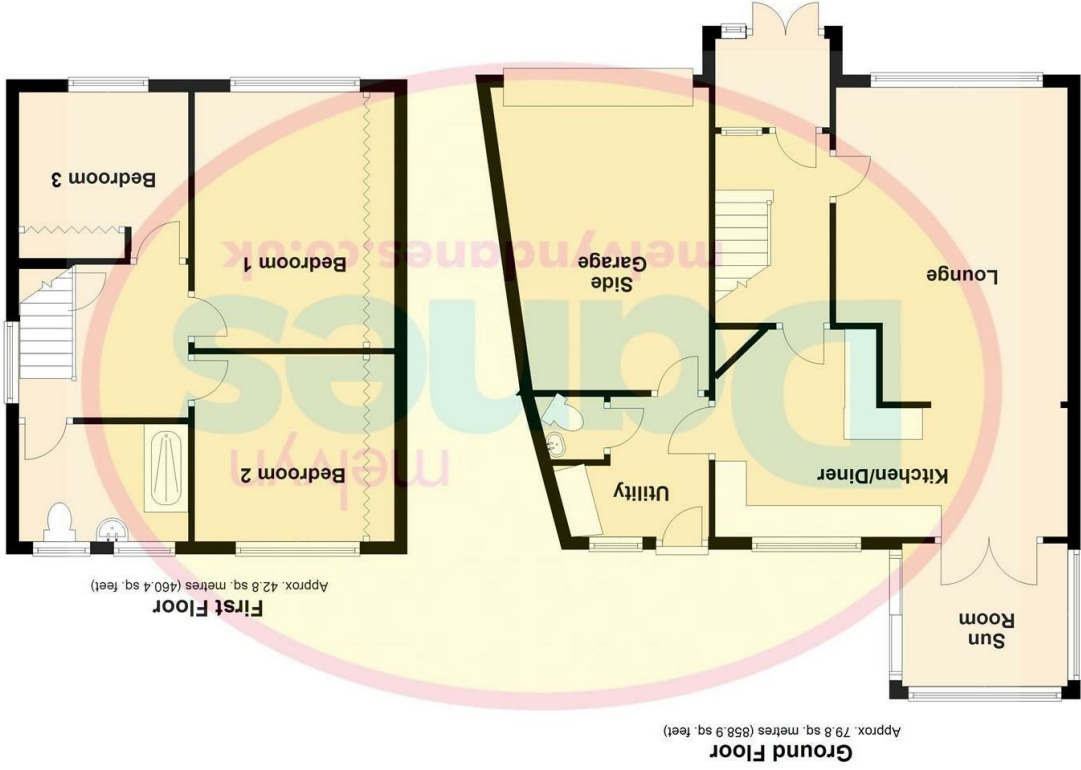 Ground Floor
Approx. 79.8 sq. metres (858.9 sq. feet)
Sun
Room
Kitchen/Diner
Utility
Lounge
Side
Garage
First Floor
Approx. 42.8 sq. metres (460.4 sq. feet)
Bedroom 2
Bedroom 1
Bedroom 3
melvyn
Danes
melvyndanes.co.uk